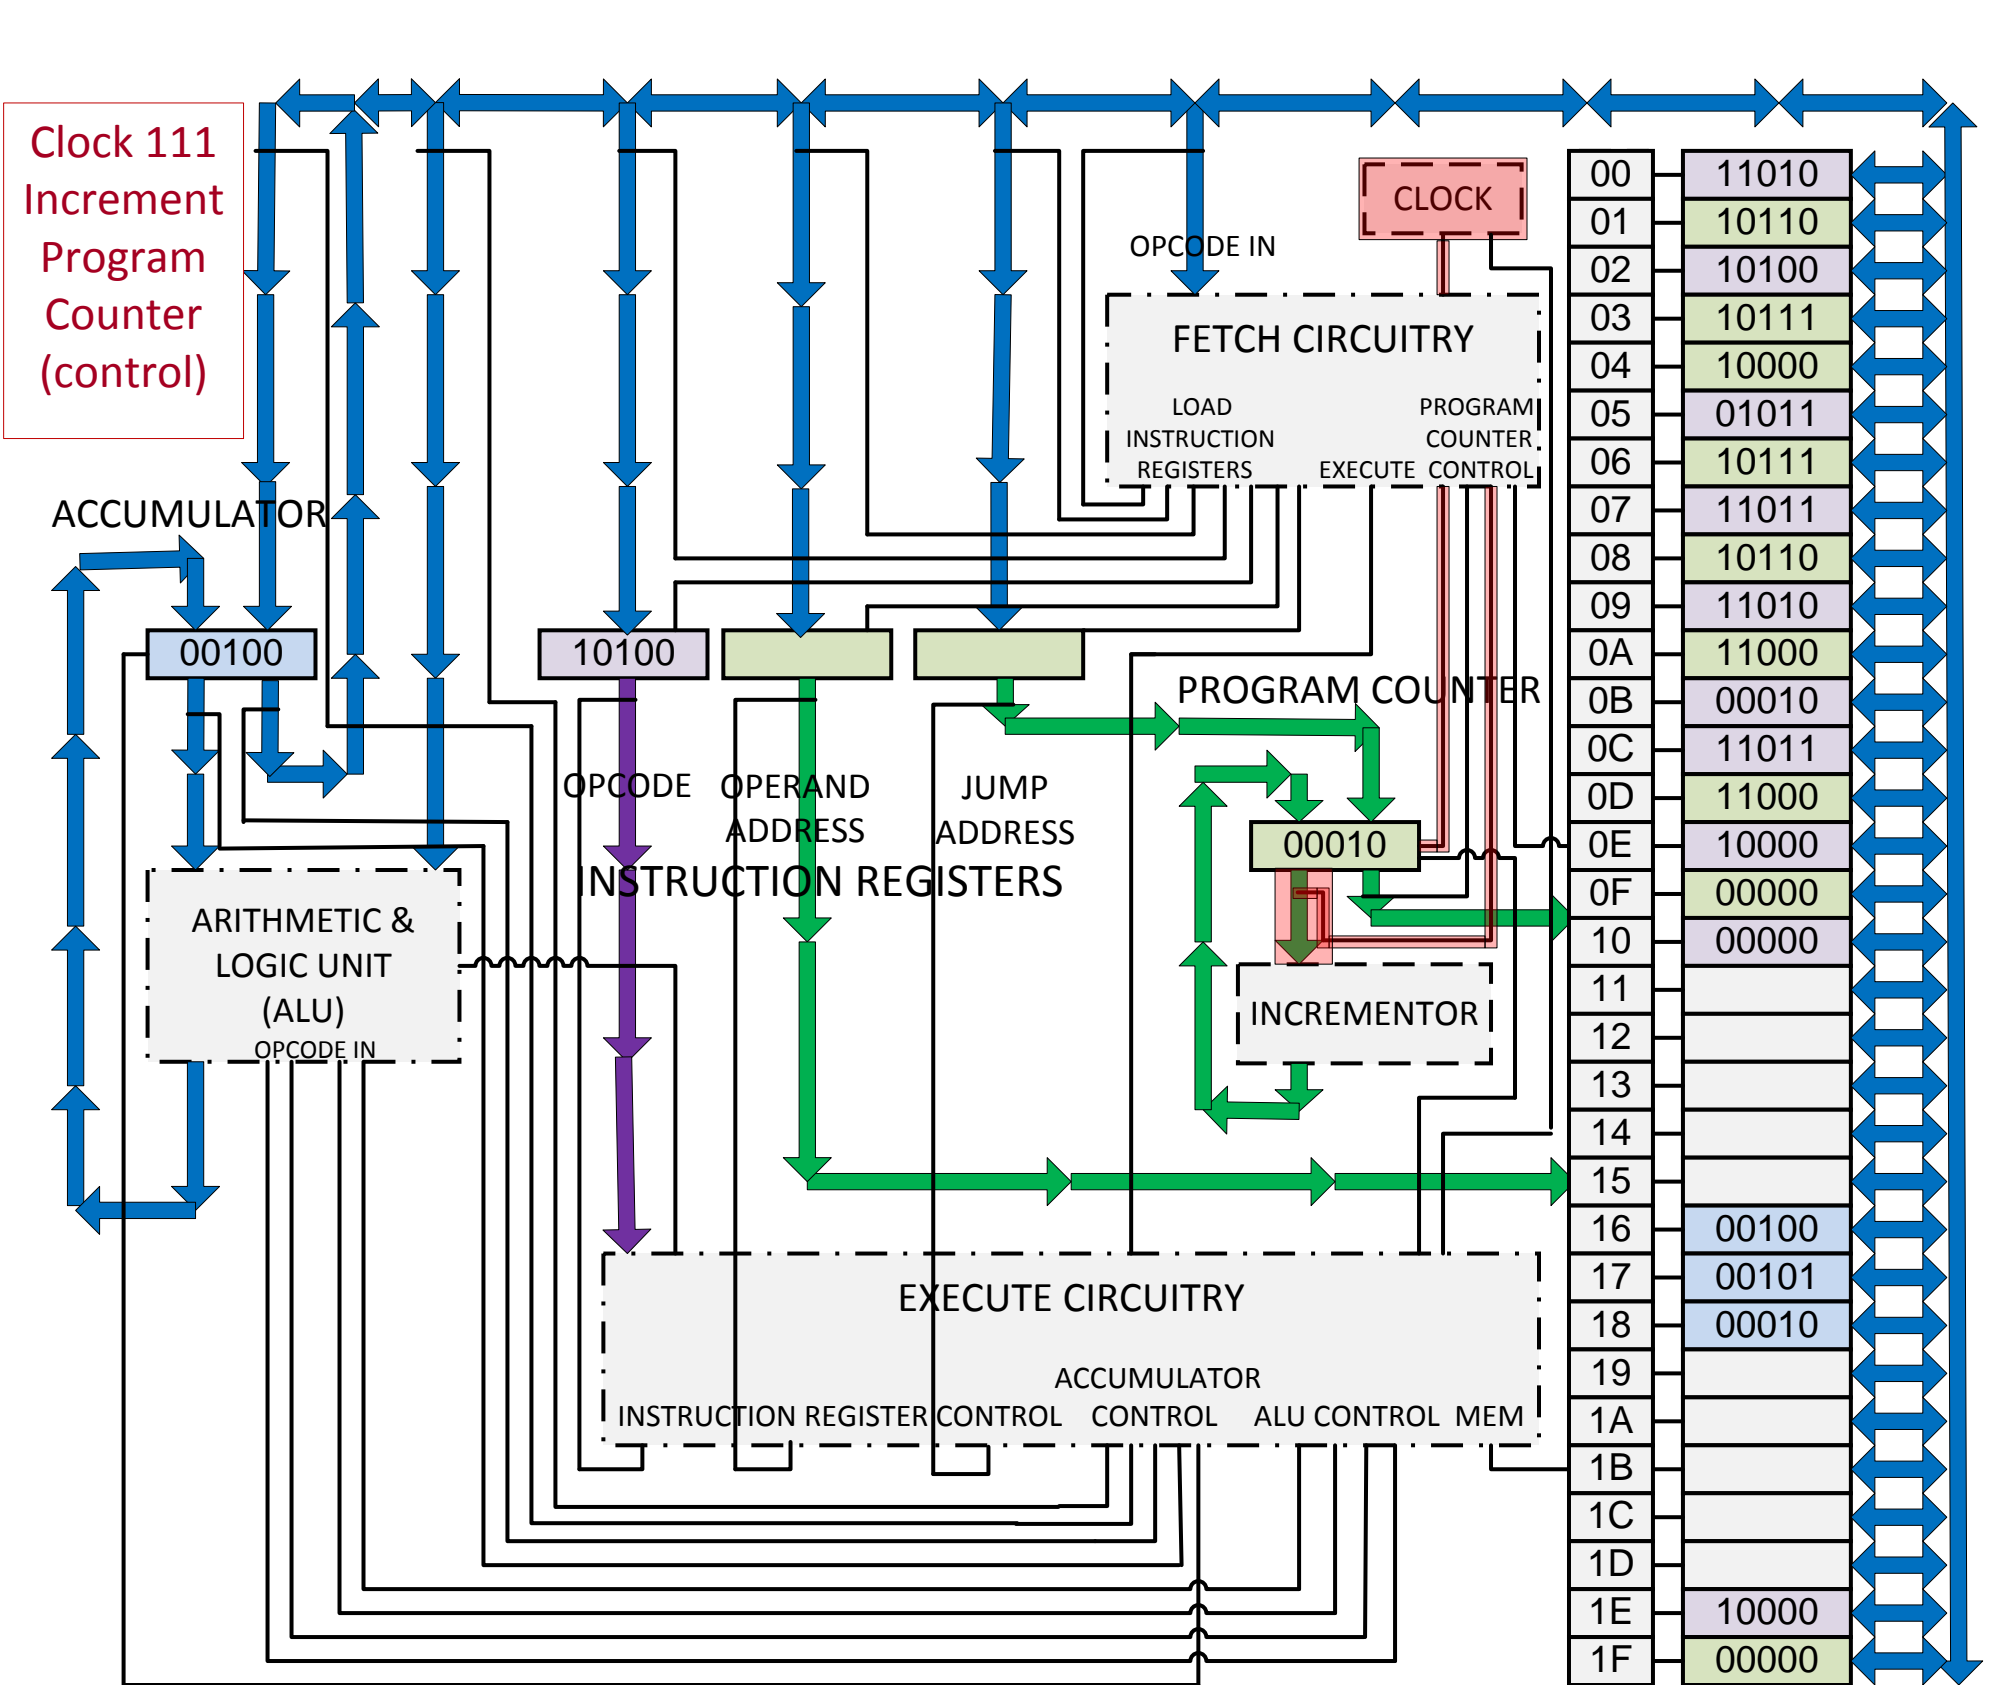 Clock 111
Increment
Program
Counter
(control)
CLOCK
OPCODE IN
FETCH CIRCUITRY
LOAD
INSTRUCTION
REGISTERS
EXECUTE
PROGRAM
COUNTER
CONTROL
ACCUMULATOR
00100
10100
PROGRAM COUNTER
00010
OPCODE
OPERAND
ADDRESS
JUMP
ADDRESS
INSTRUCTION REGISTERS
ARITHMETIC &
LOGIC UNIT
(ALU)
OPCODE IN
INCREMENTOR
EXECUTE CIRCUITRY
INSTRUCTION REGISTER CONTROL
ACCUMULATOR
CONTROL
ALU CONTROL
MEM
00 11010
01 10110
02 10100
03 10111
04 10000
05 01011
06 10111
07 11011
08 10110
09 11010
0A 11000
0B 00010
0C 11011
0D 11000
0E 10000
0F 00000
10 00000
11
12
13
14
15
16 00100
17 00101
18 00010
19
1A
1B
1C
1D
1E 10000
1F 00000